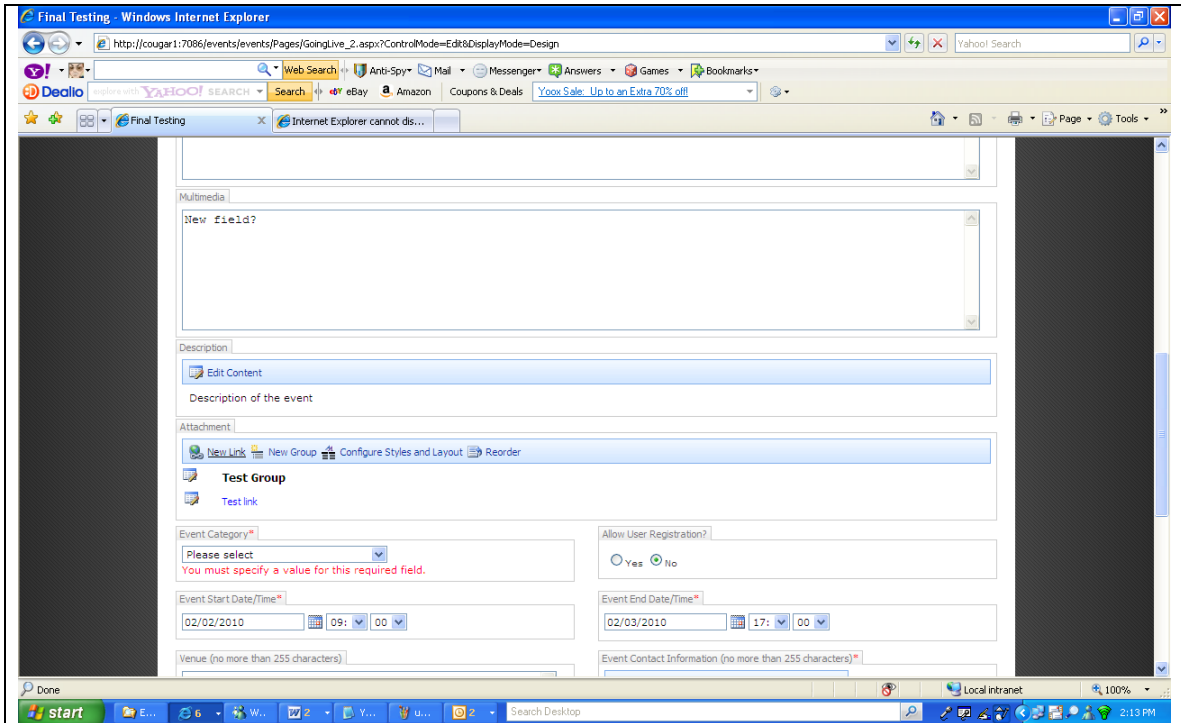 Final Testing - Windows Internet Explorer
http://cougar1:7086/events/events/Pages/GoingLive_2.aspx?ControlMode=Edit&DisplayMode=Design
Yahoo! Search
Y! Web Search Anti-Spy Mail Messenger Answers Games Bookmarks
Dealio explore with YAHOO! SEARCH Search eBay Amazon Coupons & Deals Yoox Sale: Up to an Extra 70% off!
Final Testing Internet Explorer cannot dis... Page Tools »
Multimedia
New field?
Description
Edit Content
Description of the event
Attachment
New Link New Group Configure Styles and Layout Reorder
Test Group
Test link
Event Category* Allow User Registration?
Please select Yes No
You must specify a value for this required field.
Event Start Date/Time* Event End Date/Time*
02/02/2010 09: 00 02/03/2010 17: 00
Venue (no more than 255 characters) Event Contact Information (no more than 255 characters)*
Done Local intranet 100%
start E... 6 W... 2 Y... u... 2 Search Desktop 2:13 PM